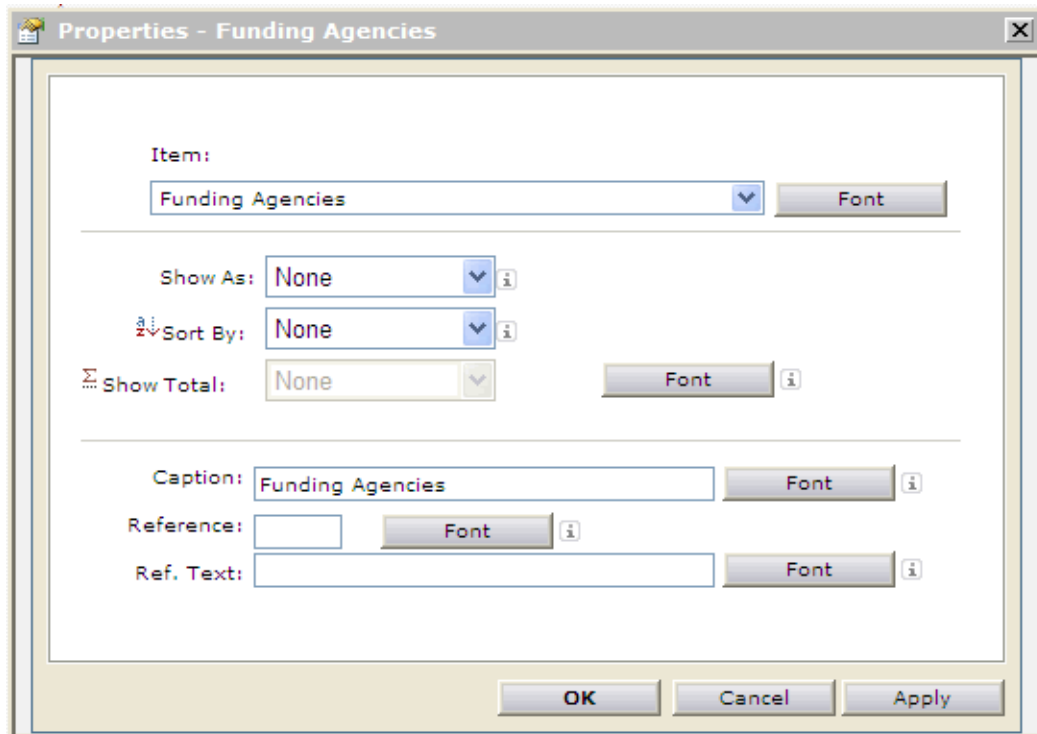 Properties - Funding Agencies
Item:
Funding Agencies Font
Show As: None
Sort By: None
Show Total: None Font
Caption: Funding Agencies Font
Reference: Font
Ref. Text: Font
OK Cancel Apply